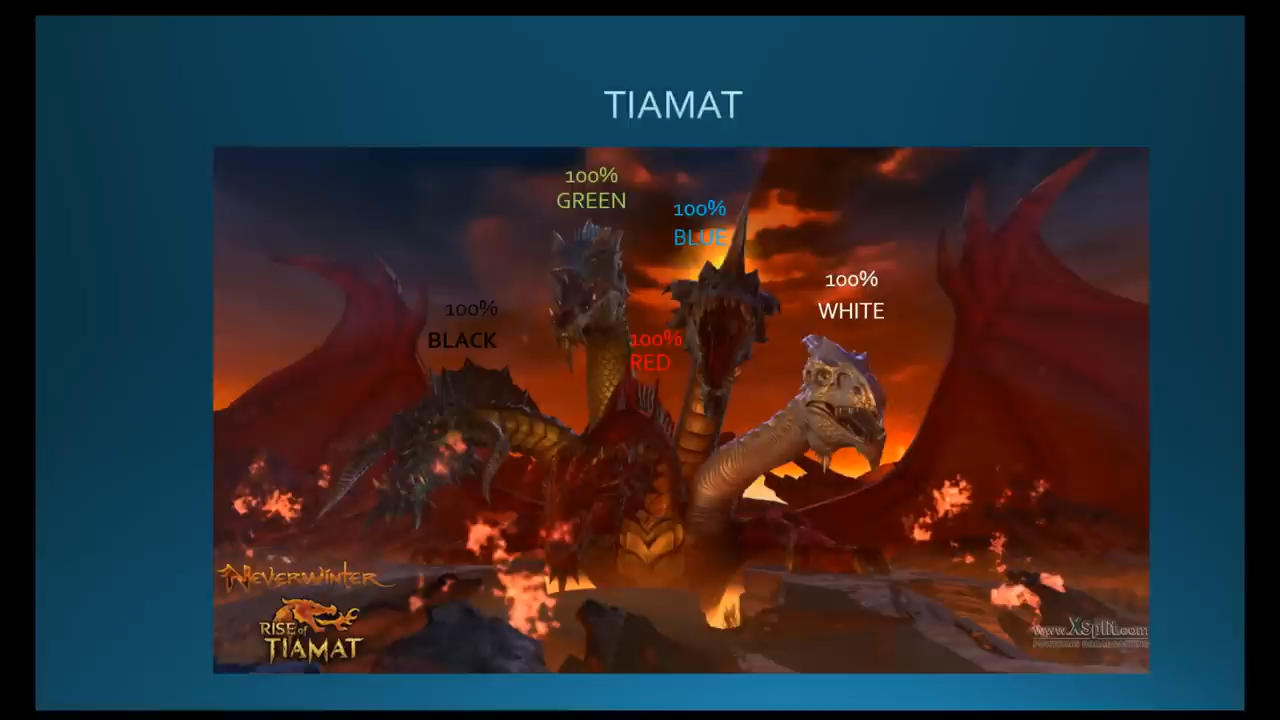 TIAMAT
100%
GREEN
100%
BLUE
100%
WHITE
100%
BLACK
100%
RED
NEVERWINTER
RISE of
TIAMAT
www.XSplit.com